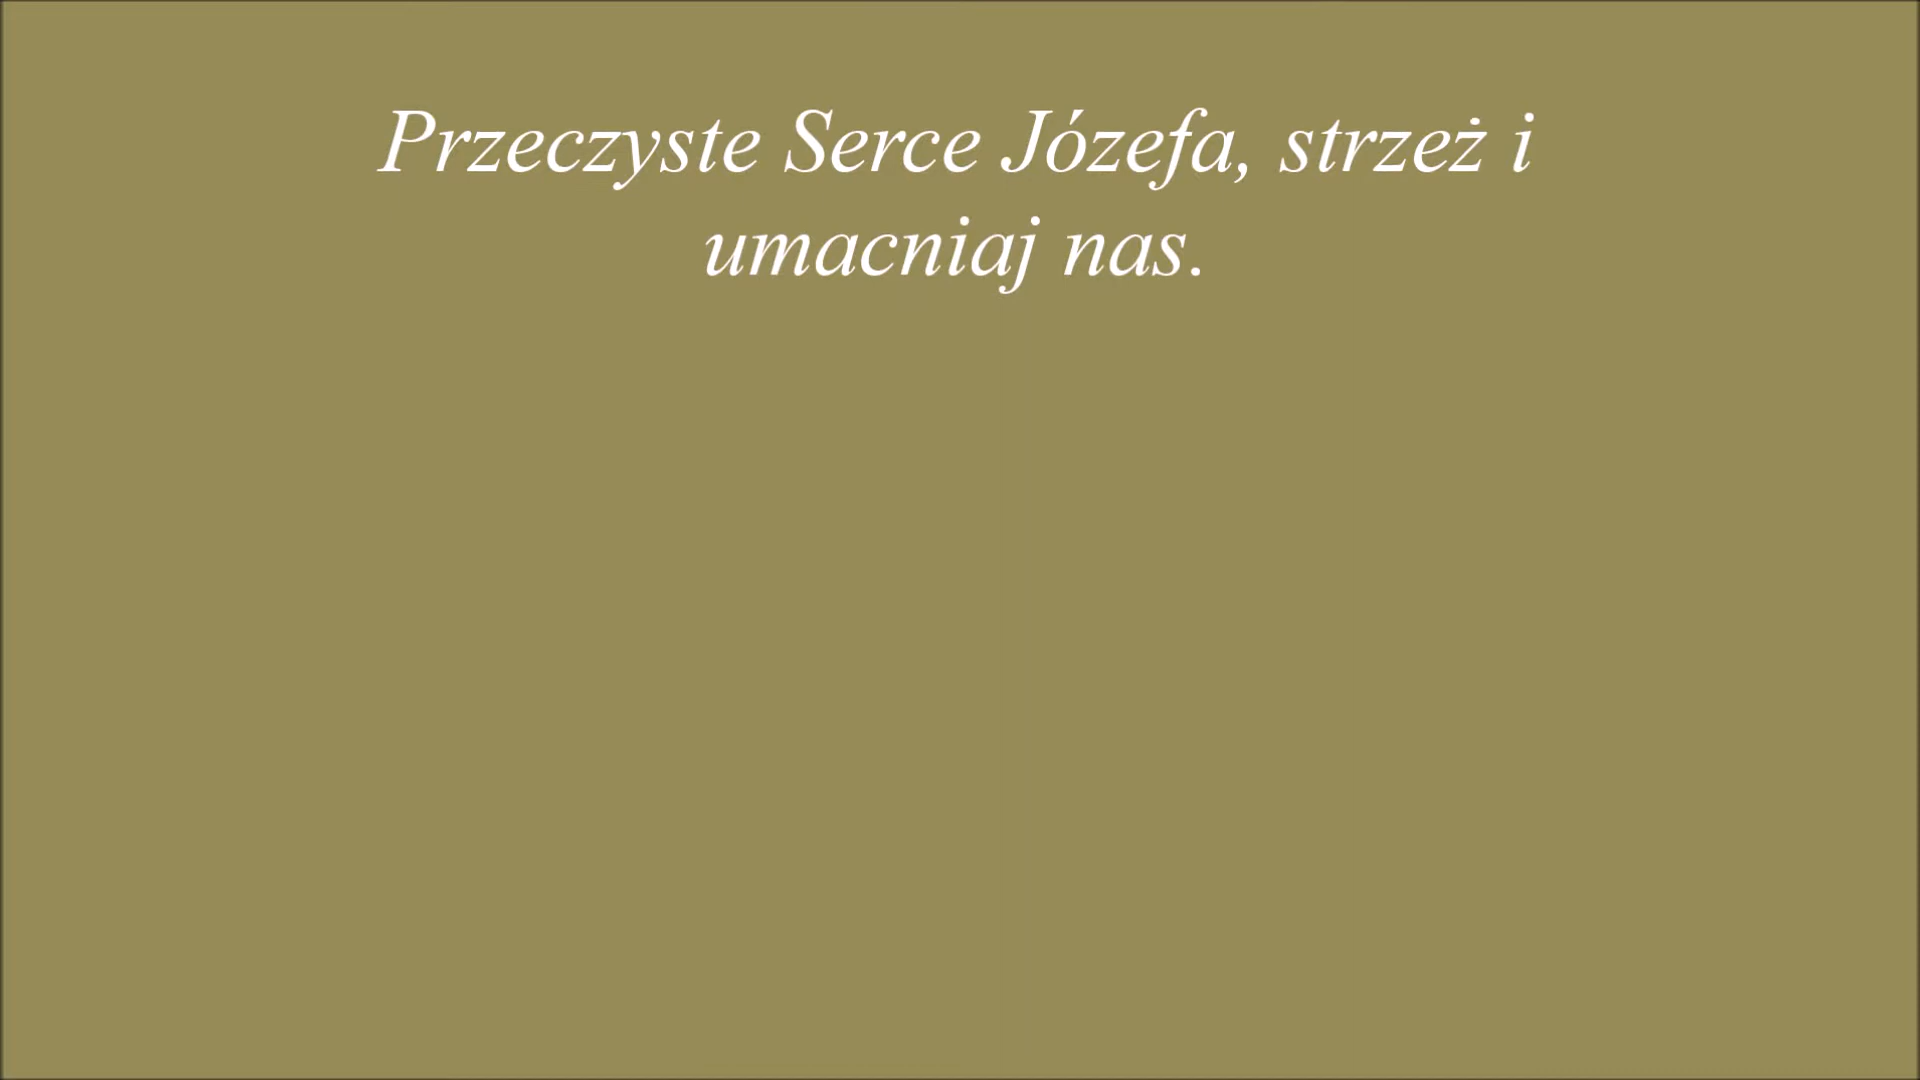 Przeczyste Serce Józefa, strzeż i
umacniaj nas.